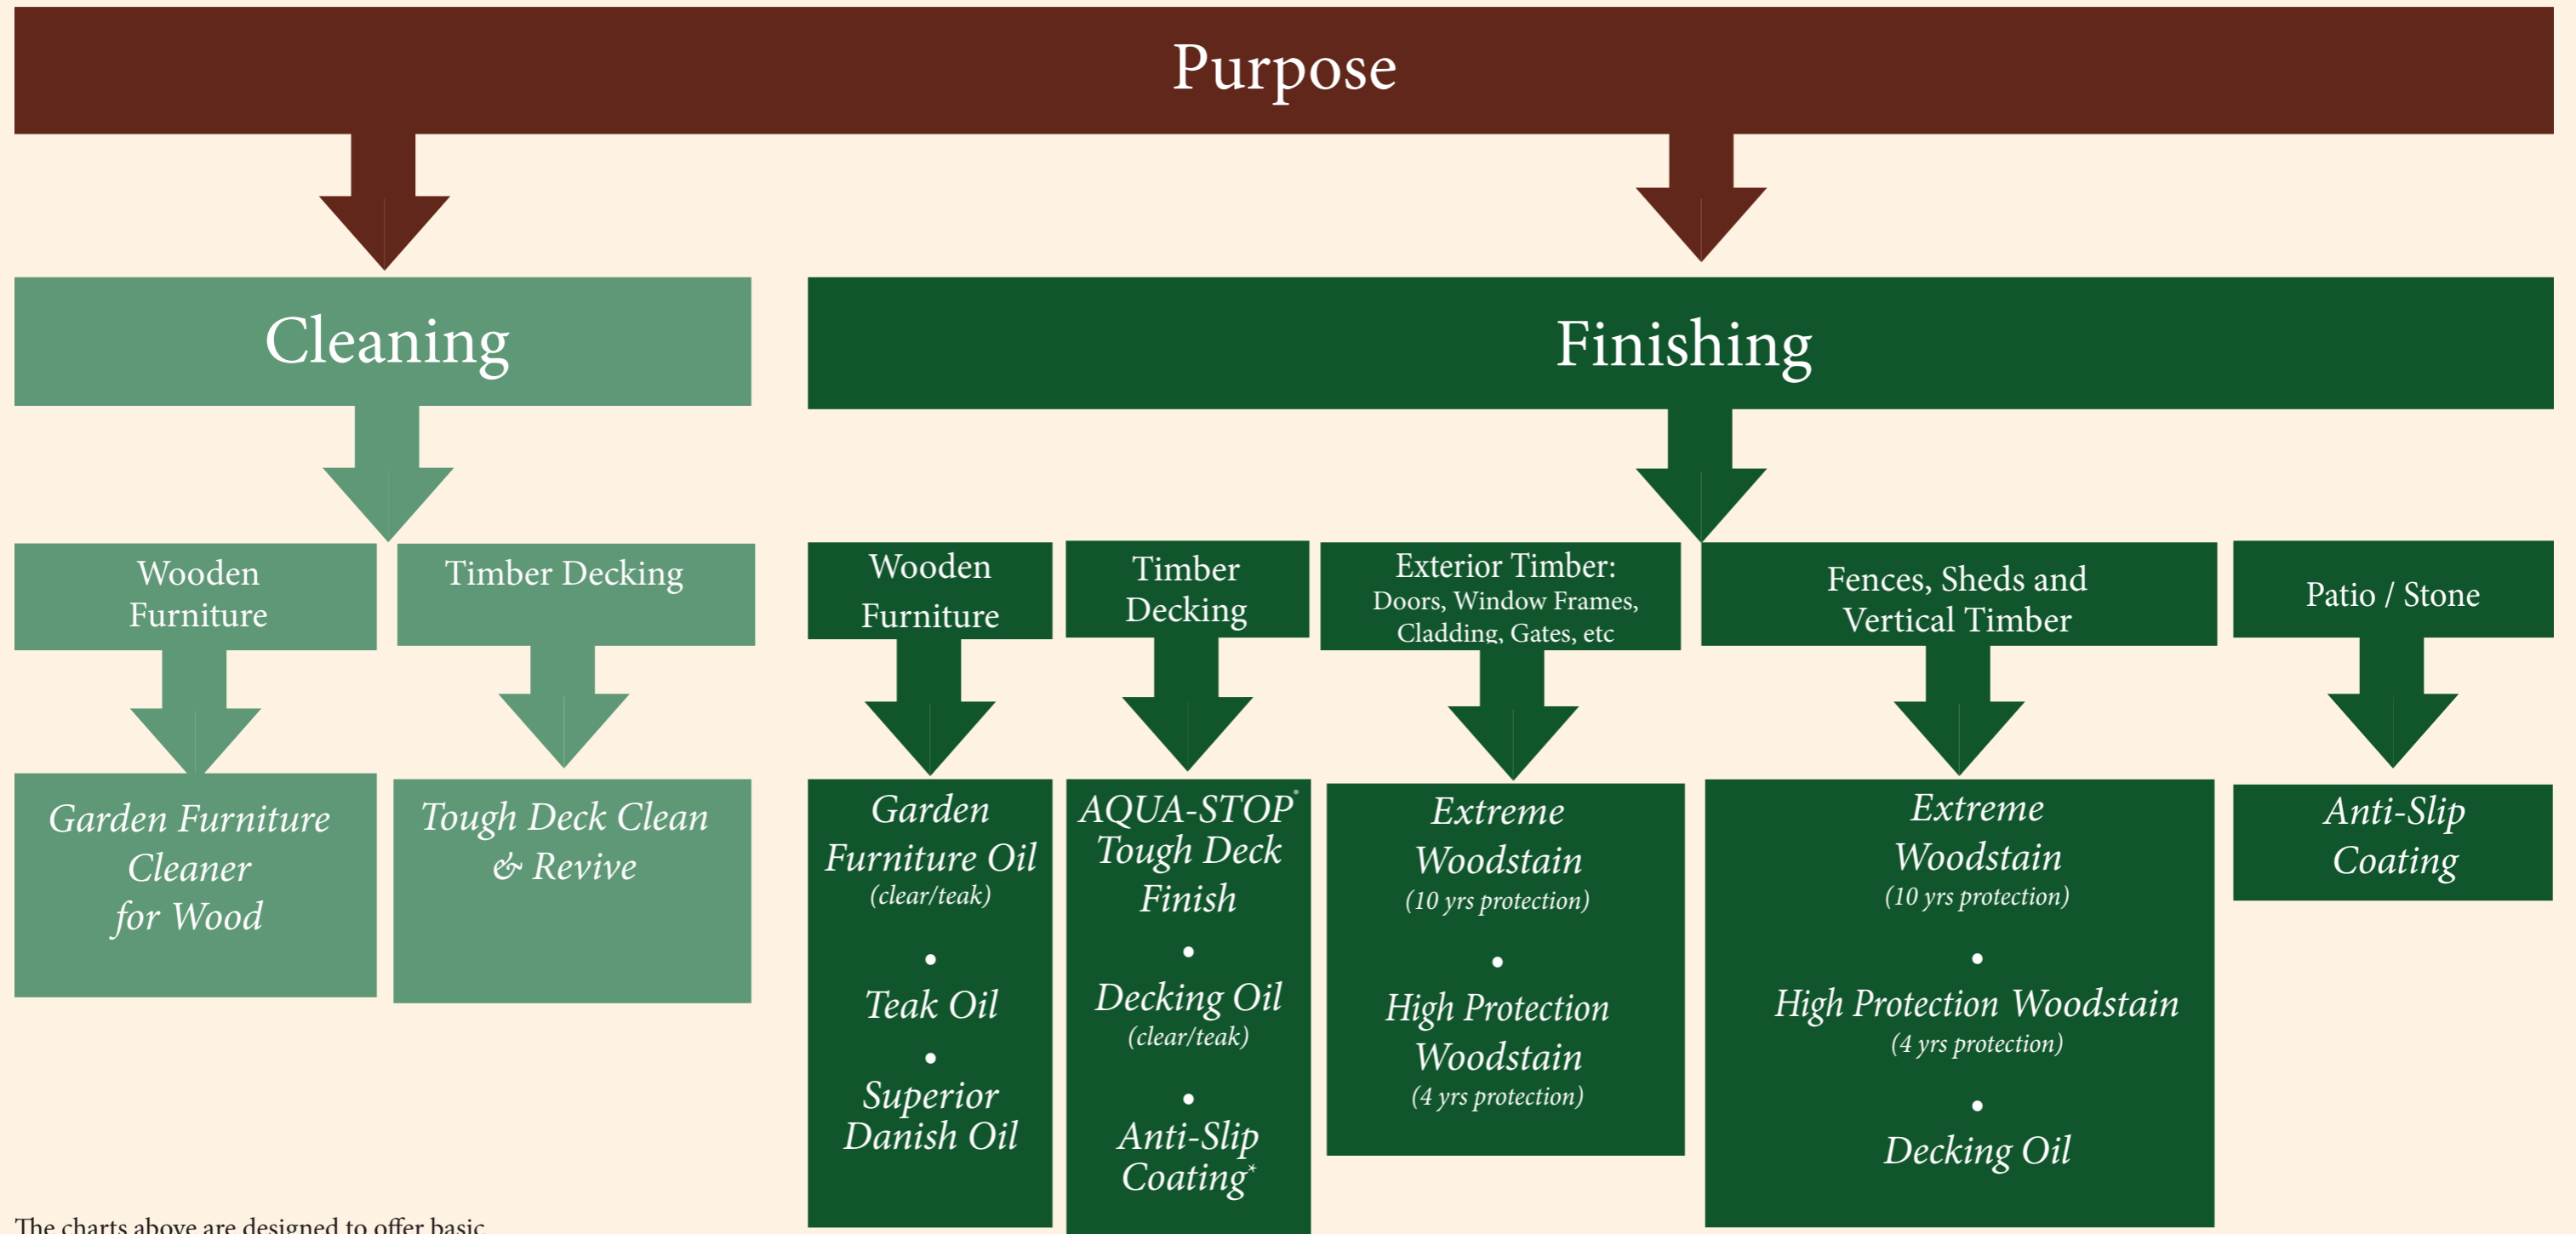 Purpose
Cleaning
Finishing
Wooden
Furniture
Timber Decking
Wooden
Furniture
Timber
Decking
Exterior Timber:
Doors, Window Frames,
Cladding, Gates, etc
Fences, Sheds and
Vertical Timber
Patio / Stone
Garden Furniture
Cleaner
for Wood
Tough Deck Clean
& Revive
Garden
Furniture Oil
(clear/teak)
•
Teak Oil
•
Superior
Danish Oil
AQUA-STOP®
Tough Deck
Finish
•
Decking Oil
(clear/teak)
•
Anti-Slip
Coating*
Extreme
Woodstain
(10 yrs protection)
•
High Protection
Woodstain
(4 yrs protection)
Extreme
Woodstain
(10 yrs protection)
•
High Protection Woodstain
(4 yrs protection)
•
Decking Oil
Anti-Slip
Coating
The charts above are designed to offer basic